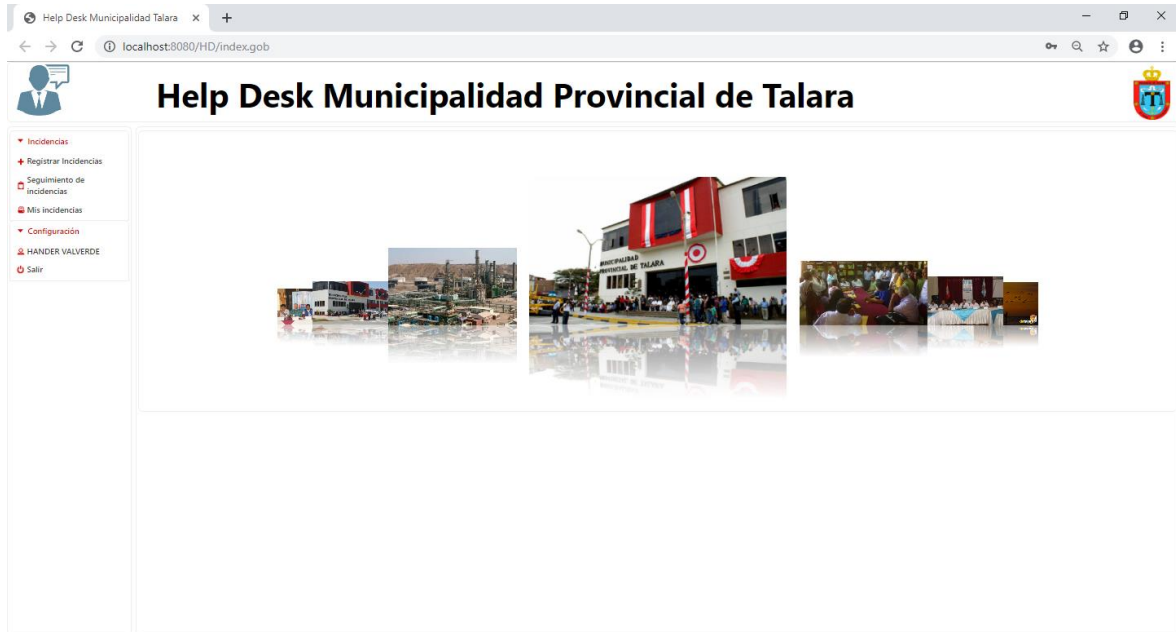 Help Desk Municipalidad Talara
localhost:8080/HD/index.gob
Help Desk Municipalidad Provincial de Talara
Incidencias
Registrar Incidencias
Seguimiento de
incidencias
Mis incidencias
Configuración
HANDER VALVERDE
Salir
MUNICIPALIDAD
PROVINCIAL DE TALARA